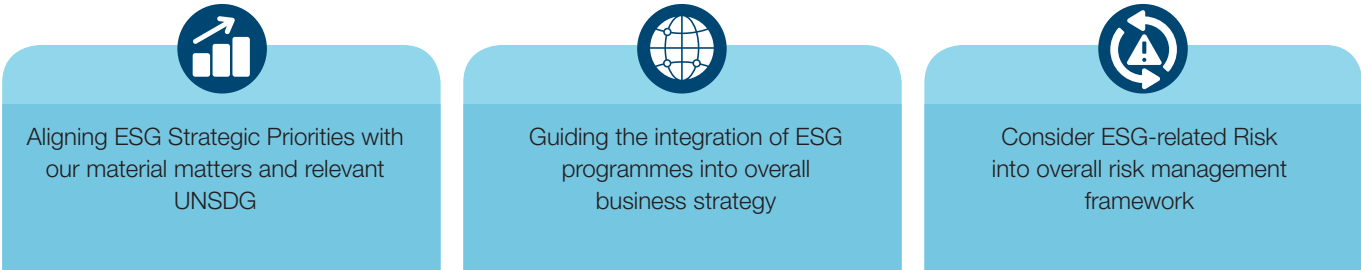 Aligning ESG Strategic Priorities with
our material matters and relevant
UNSDG
Guiding the integration of ESG
programmes into overall
business strategy
Consider ESG-related Risk
into overall risk management
framework